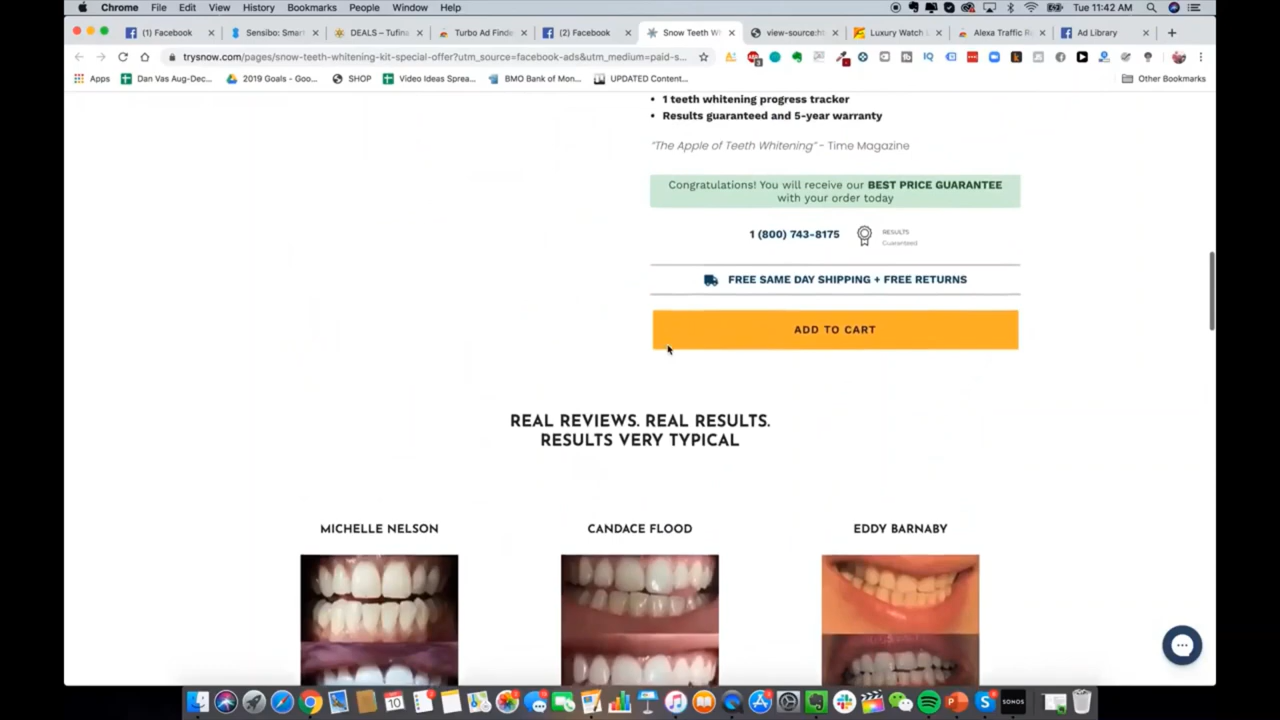 Chrome File Edit View History Bookmarks People Window Help Tue 11:42 AM
(1) Facebook Sensibo: Smart DEALS – Tufina Turbo Ad Finde (2) Facebook Snow Teeth W view-source:ht Luxury Watch Alexa Traffic R Ad Library
trysnow.com/pages/snow-teeth-whitening-kit-special-offer?utm_source=facebook-ads&utm_medium=paid-s...
Apps Dan Vas Aug-Dec... 2019 Goals - Goo... SHOP Video Ideas Sprea... BMO Bank of Mon... UPDATED Content... Other Bookmarks
• 1 teeth whitening progress tracker
• Results guaranteed and 5-year warranty
“The Apple of Teeth Whitening” - Time Magazine
Congratulations! You will receive our BEST PRICE GUARANTEE
with your order today
1 (800) 743-8175
RESULTS
Guaranteed
FREE SAME DAY SHIPPING + FREE RETURNS
ADD TO CART
REAL REVIEWS. REAL RESULTS.
RESULTS VERY TYPICAL
MICHELLE NELSON CANDACE FLOOD EDDY BARNABY
10
SONOS